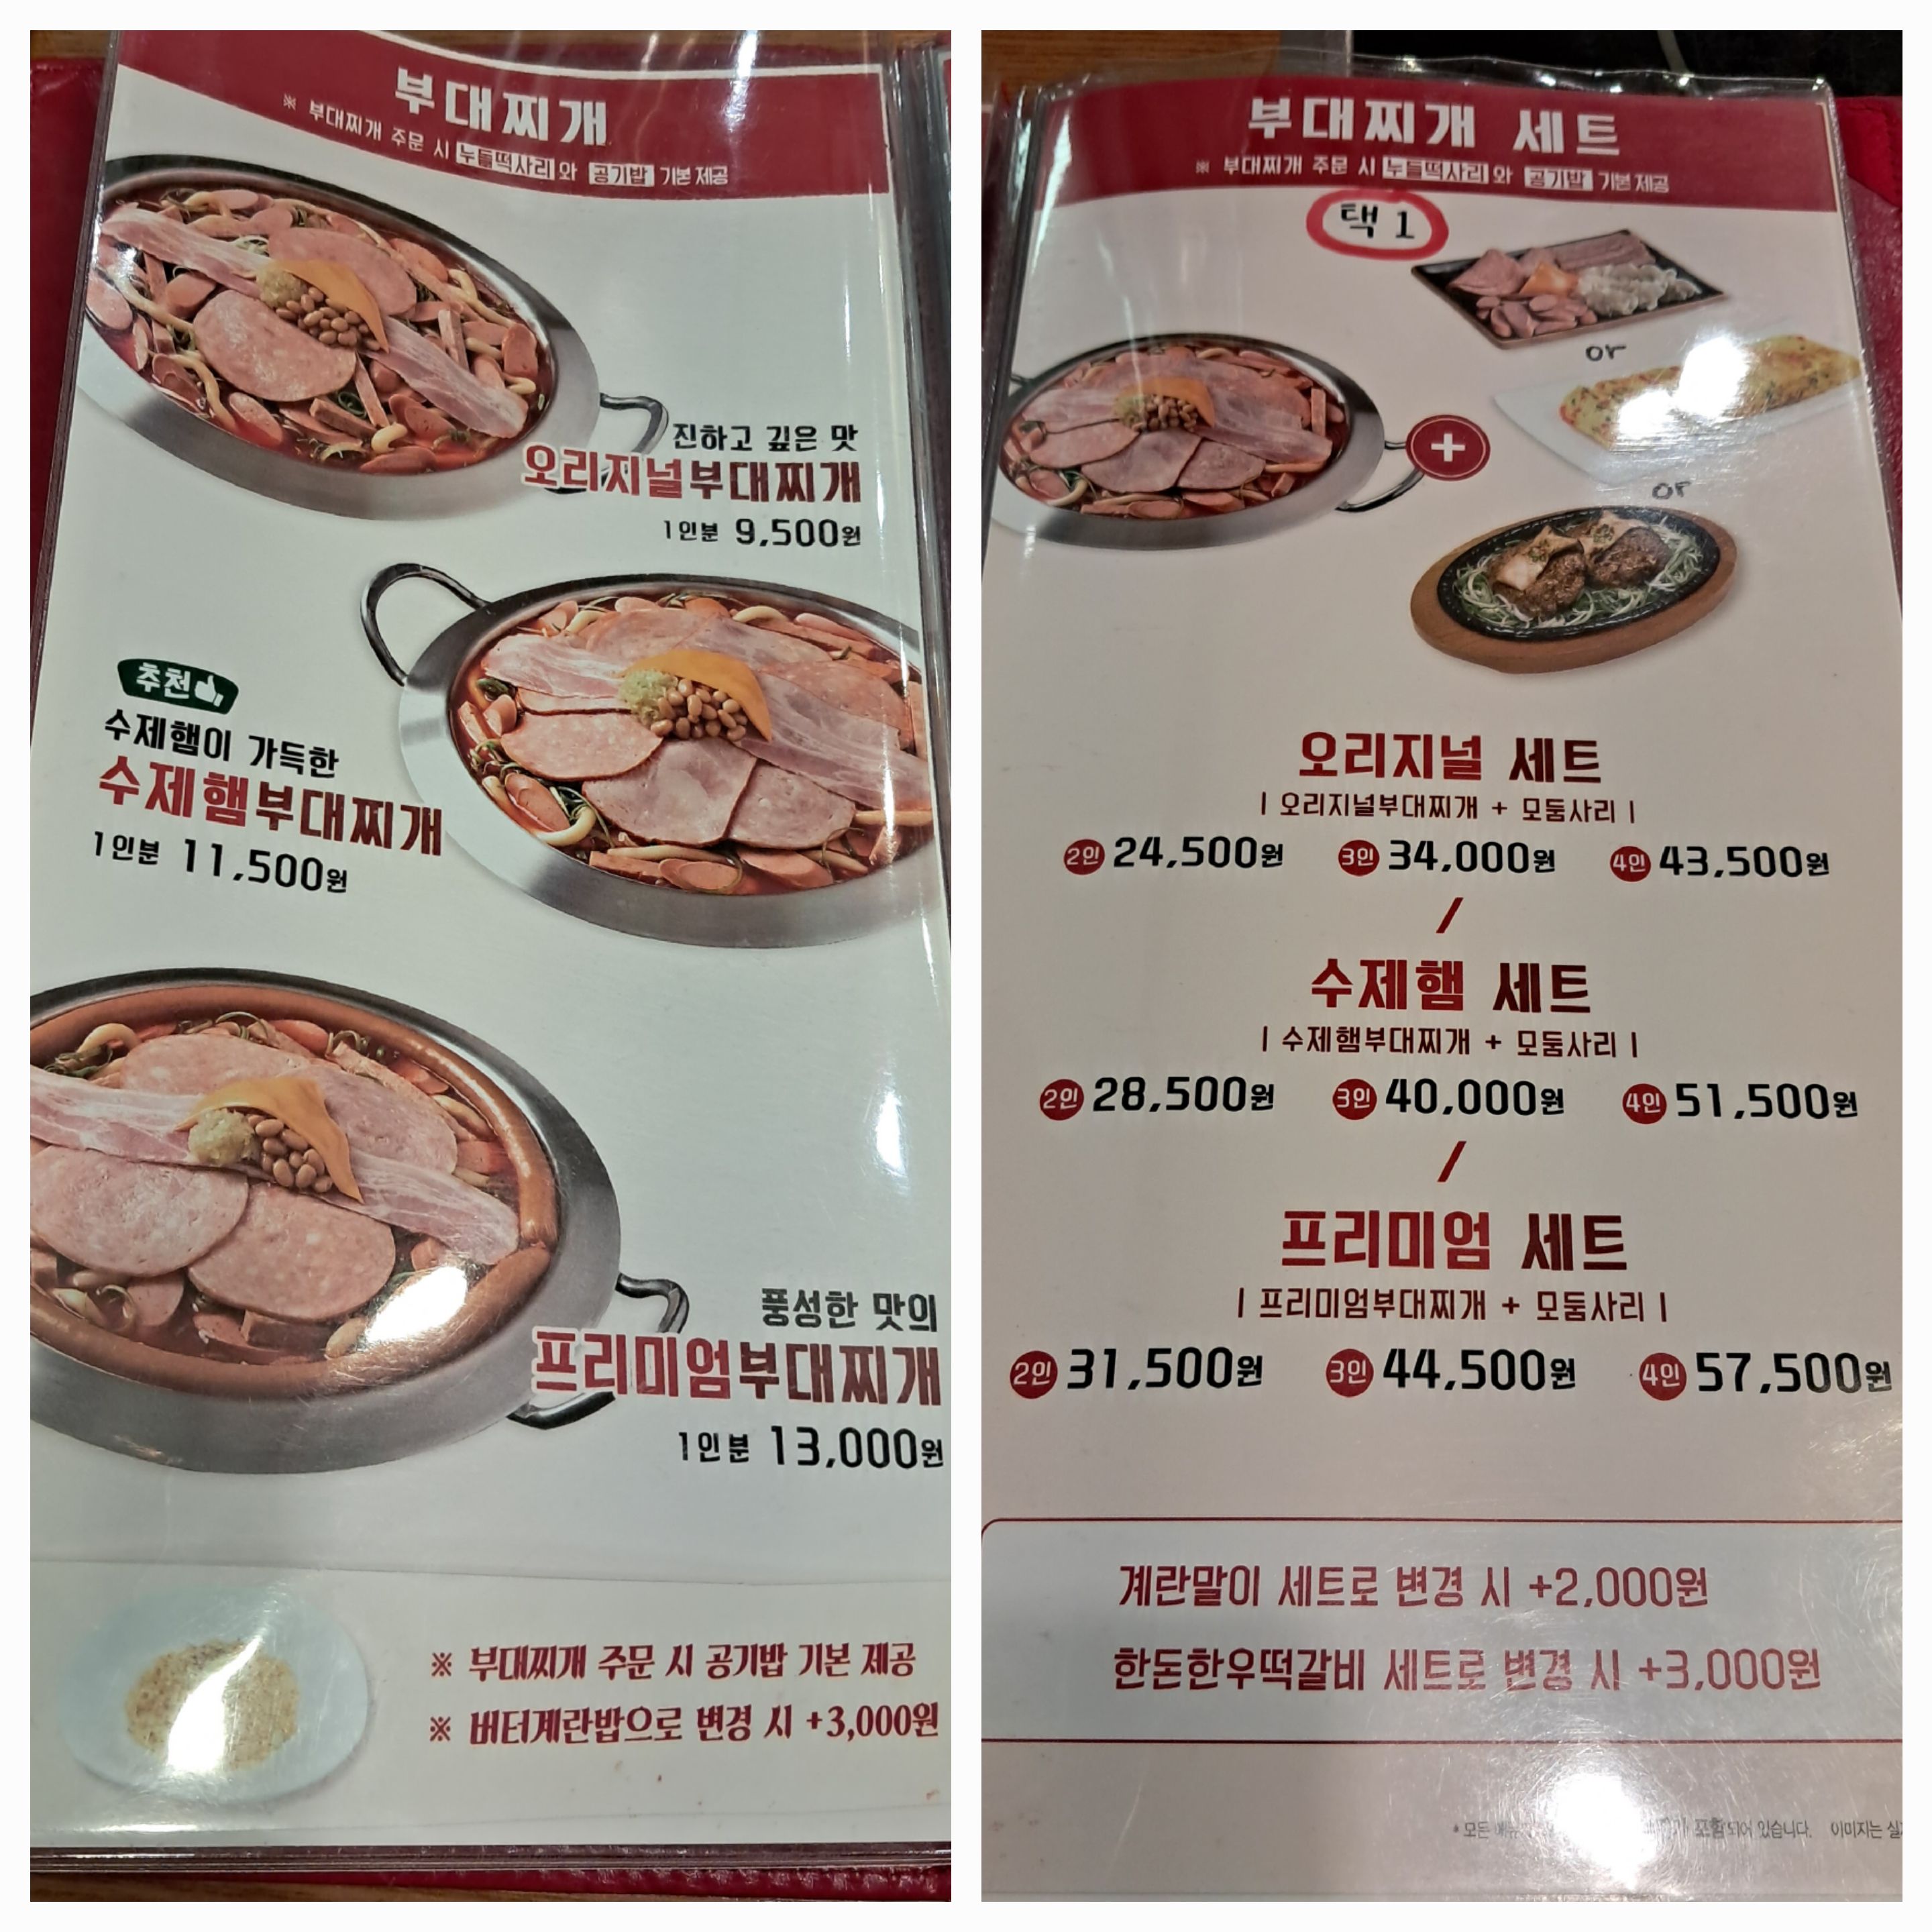 부대찌개
※ 부대찌개 주문 시 누들떡사리와 공기밥 기본 제공
진하고 깊은 맛
오리지널부대찌개
1인분 9,500원
추천
수제햄이 가득한
수제햄부대찌개
1인분 11,500원
풍성한 맛의
프리미엄부대찌개
1인분 13,000원
※ 부대찌개 주문 시 공기밥 기본 제공
※ 버터계란밥으로 변경 시 +3,000원
부대찌개 세트
※ 부대찌개 주문 시 누들떡사리와 공기밥 기본 제공
택 1
or
+
or
오리지널 세트
| 오리지널부대찌개 + 모둠사리 |
2인 24,500원 3인 34,000원 4인 43,500원
/
수제햄 세트
| 수제햄부대찌개 + 모둠사리 |
2인 28,500원 3인 40,000원 4인 51,500원
/
프리미엄 세트
| 프리미엄부대찌개 + 모둠사리 |
2인 31,500원 3인 44,500원 4인 57,500원
계란말이 세트로 변경 시 +2,000원
한돈한우떡갈비 세트로 변경 시 +3,000원
* 모든 포함되어 있습니다. 이미지는